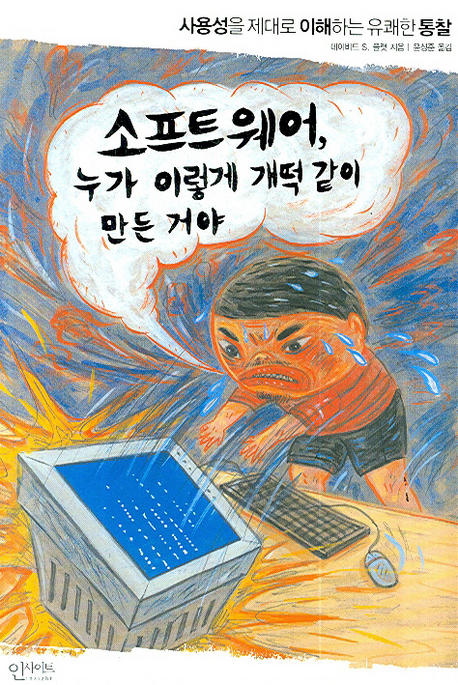 사용성을 제대로 이해하는 유쾌한 통찰
데이비드 S. 플랫 지음 | 윤성준 옮김
소프트웨어,
누가 이렇게 개떡 같이
만든 거야
인사이트
insight